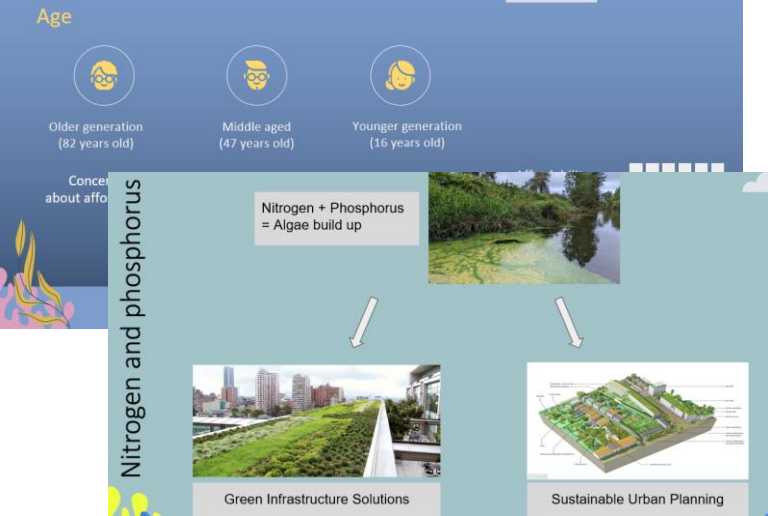 Age
Older generation
(82 years old)
Middle aged
(47 years old)
Younger generation
(16 years old)
about
Nitrogen and phosphorus
Nitrogen + Phosphorus
= Algae build up
Green Infrastructure Solutions
Sustainable Urban Planning